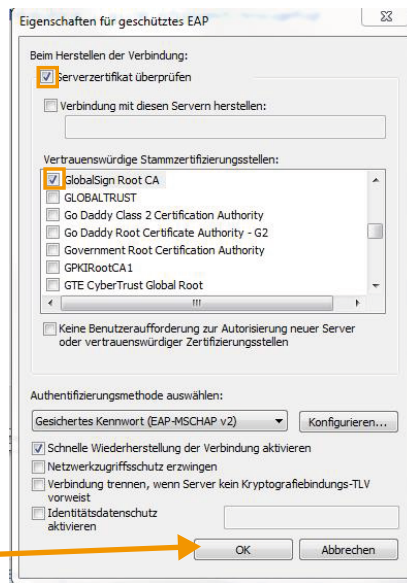 Eigenschaften für geschütztes EAP
Beim Herstellen der Verbindung:
Serverzertifikat überprüfen
Verbindung mit diesen Servern herstellen:
Vertrauenswürdige Stammzertifizierungsstellen:
GlobalSign Root CA
GLOBALTRUST
Go Daddy Class 2 Certification Authority
Go Daddy Root Certificate Authority - G2
Government Root Certification Authority
GPKIRootCA1
GTE CyberTrust Global Root
Keine Benutzeraufforderung zur Autorisierung neuer Server
oder vertrauenswürdiger Zertifizierungsstellen
Authentifizierungsmethode auswählen:
Gesichertes Kennwort (EAP-MSCHAP v2)
Konfigurieren...
Schnelle Wiederherstellung der Verbindung aktivieren
Netzwerkzugriffsschutz erzwingen
Verbindung trennen, wenn Server kein Kryptografiebindungs-TLV
vorweist
Identitätsdatenschutz
aktivieren
OK
Abbrechen